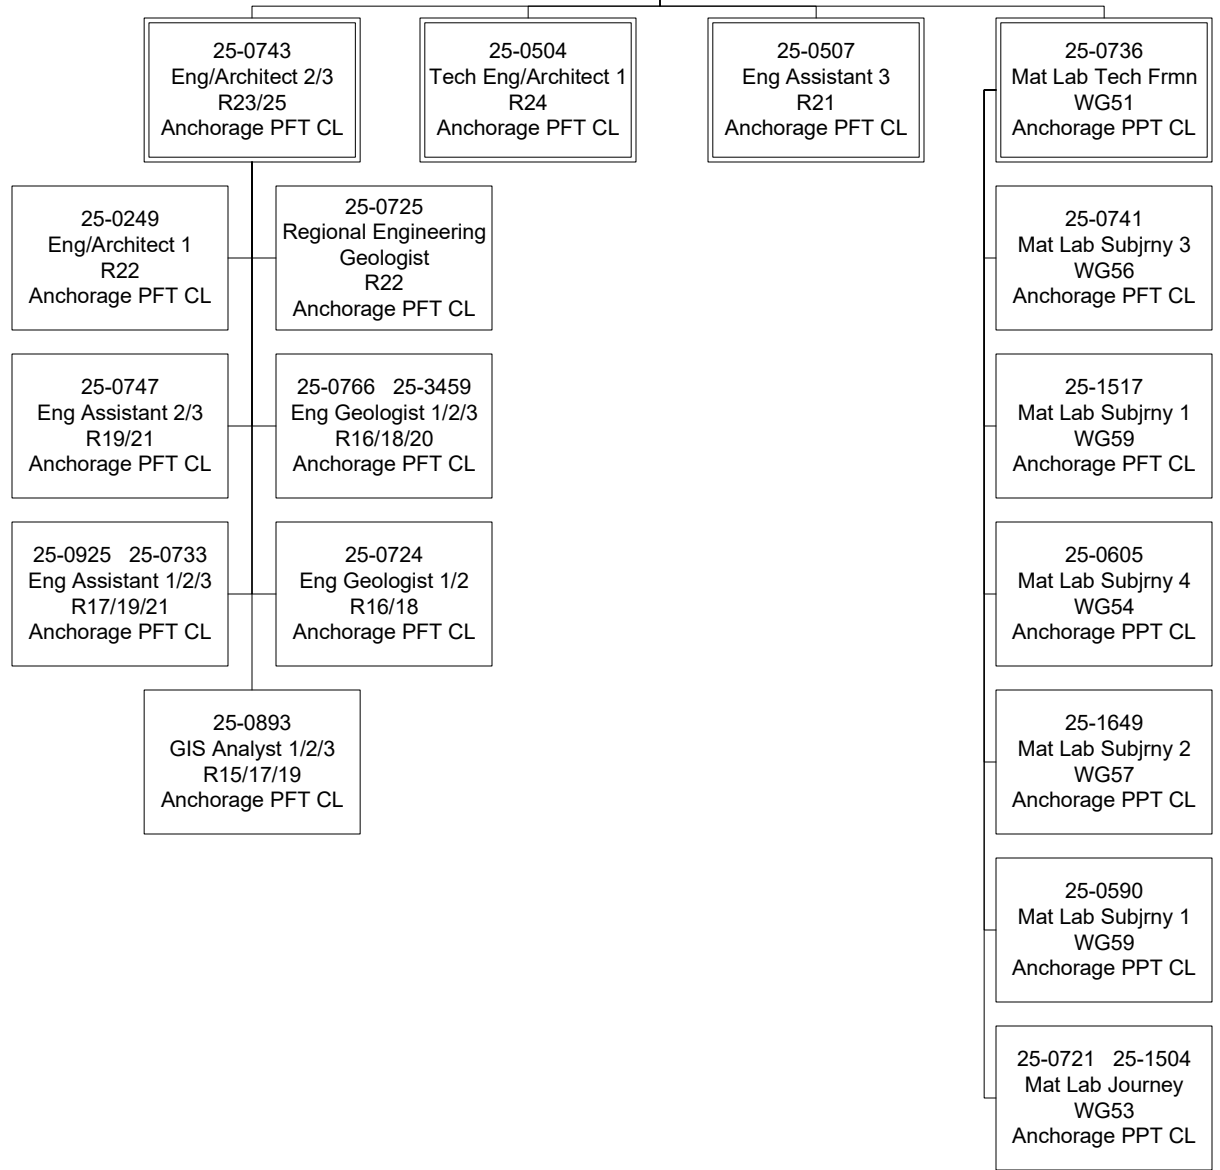 25-0743
Eng/Architect 2/3
R23/25
Anchorage PFT CL
25-0504
Tech Eng/Architect 1
R24
Anchorage PFT CL
25-0507
Eng Assistant 3
R21
Anchorage PFT CL
25-0736
Mat Lab Tech Frmn
WG51
Anchorage PPT CL
25-0249
Eng/Architect 1
R22
Anchorage PFT CL
25-0725
Regional Engineering
Geologist
R22
Anchorage PFT CL
25-0741
Mat Lab Subjrny 3
WG56
Anchorage PFT CL
25-0747
Eng Assistant 2/3
R19/21
Anchorage PFT CL
25-0766 25-3459
Eng Geologist 1/2/3
R16/18/20
Anchorage PFT CL
25-1517
Mat Lab Subjrny 1
WG59
Anchorage PFT CL
25-0925 25-0733
Eng Assistant 1/2/3
R17/19/21
Anchorage PFT CL
25-0724
Eng Geologist 1/2
R16/18
Anchorage PFT CL
25-0605
Mat Lab Subjrny 4
WG54
Anchorage PPT CL
25-0893
GIS Analyst 1/2/3
R15/17/19
Anchorage PFT CL
25-1649
Mat Lab Subjrny 2
WG57
Anchorage PPT CL
25-0590
Mat Lab Subjrny 1
WG59
Anchorage PPT CL
25-0721 25-1504
Mat Lab Journey
WG53
Anchorage PPT CL